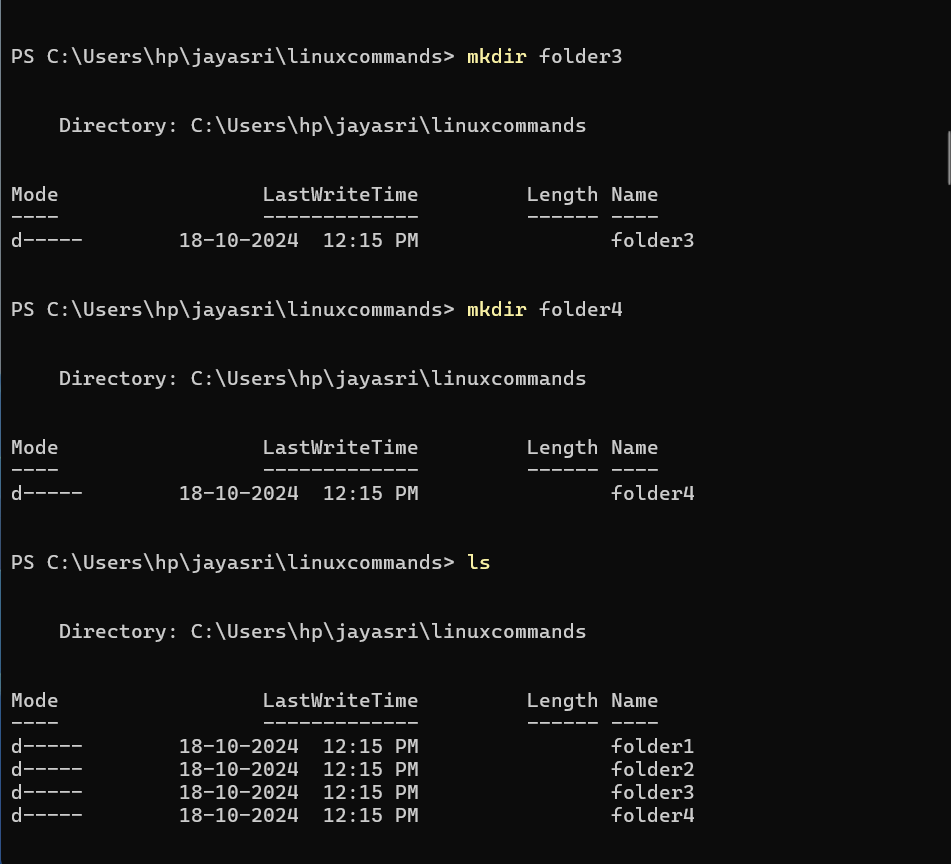 PS C:\Users\hp\jayasri\linuxcommands> mkdir folder3
    Directory: C:\Users\hp\jayasri\linuxcommands
Mode                 LastWriteTime         Length Name
----                 -------------         ------ ----
d-----        18-10-2024  12:15 PM                folder3
PS C:\Users\hp\jayasri\linuxcommands> mkdir folder4
    Directory: C:\Users\hp\jayasri\linuxcommands
Mode                 LastWriteTime         Length Name
----                 -------------         ------ ----
d-----        18-10-2024  12:15 PM                folder4
PS C:\Users\hp\jayasri\linuxcommands> ls
    Directory: C:\Users\hp\jayasri\linuxcommands
Mode                 LastWriteTime         Length Name
----                 -------------         ------ ----
d-----        18-10-2024  12:15 PM                folder1
d-----        18-10-2024  12:15 PM                folder2
d-----        18-10-2024  12:15 PM                folder3
d-----        18-10-2024  12:15 PM                folder4